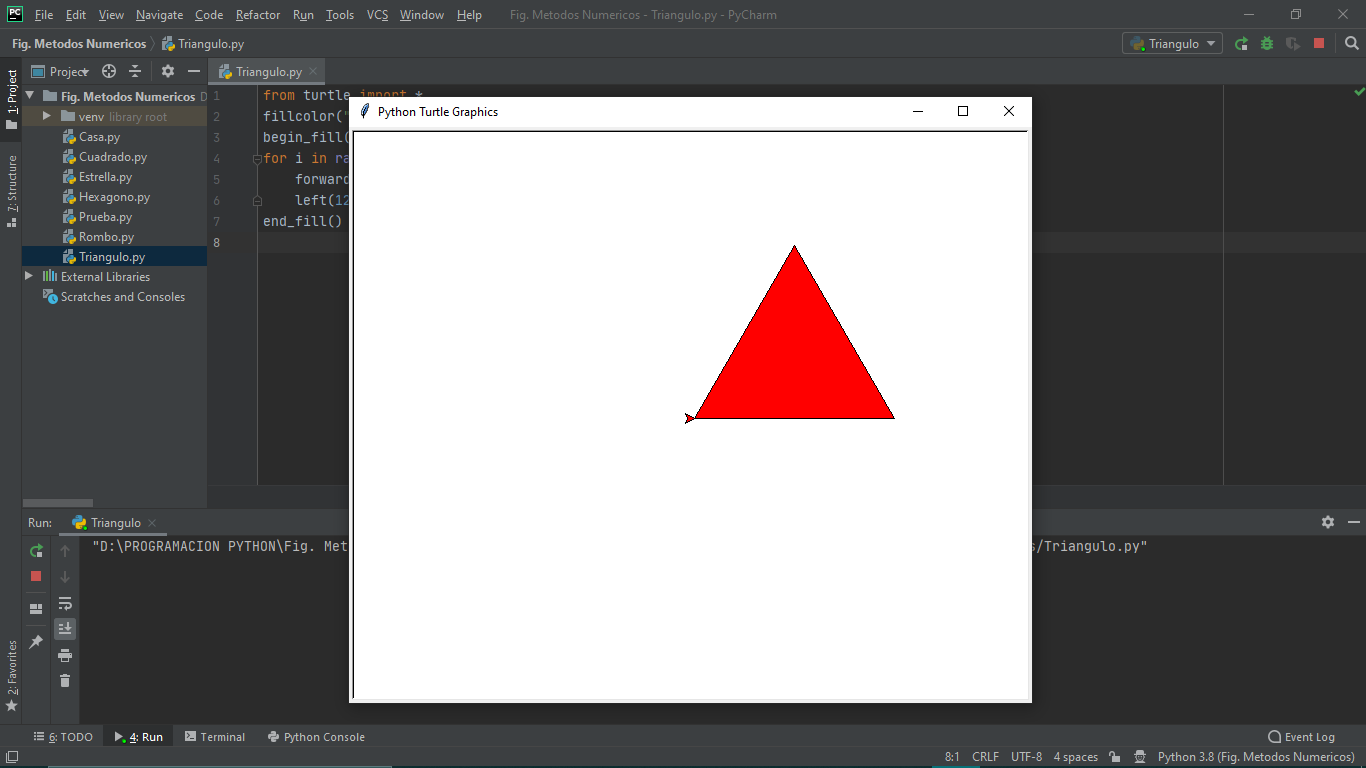 File Edit View Navigate Code Refactor Run Tools VCS Window Help Fig. Metodos Numericos - Triangulo.py - PyCharm
Fig. Metodos Numericos Triangulo.py Triangulo
1: Project
Project
Triangulo.py
Fig. Metodos Numericos D
venv library root
Casa.py
Cuadrado.py
Estrella.py
Hexagono.py
Prueba.py
Rombo.py
Triangulo.py
External Libraries
Scratches and Consoles
7: Structure
1 from turtle import *
2 fillcolor("
3 begin_fill(
4 for i in ra
5 forward
6 left(12
7 end_fill()
8
Python Turtle Graphics
Run: Triangulo
"D:\PROGRAMACION PYTHON\Fig. Met s/Triangulo.py"
2: Favorites
6: TODO 4: Run Terminal Python Console Event Log
8:1 CRLF UTF-8 4 spaces Python 3.8 (Fig. Metodos Numericos)